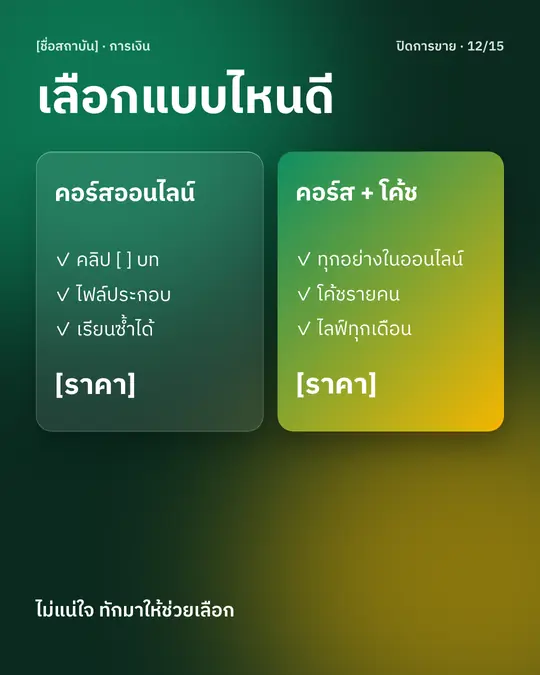 [ชื่อสถาบัน] · การเงิน
ปิดการขาย · 12/15
เลือกแบบไหนดี
คอร์สออนไลน์
✓ คลิป [ ] บท
✓ ไฟล์ประกอบ
✓ เรียนซ้ำได้
[ราคา]
คอร์ส + โค้ช
✓ ทุกอย่างในออนไลน์
✓ โค้ชรายคน
✓ ไลฟ์ทุกเดือน
[ราคา]
ไม่แน่ใจ ทักมาให้ช่วยเลือก